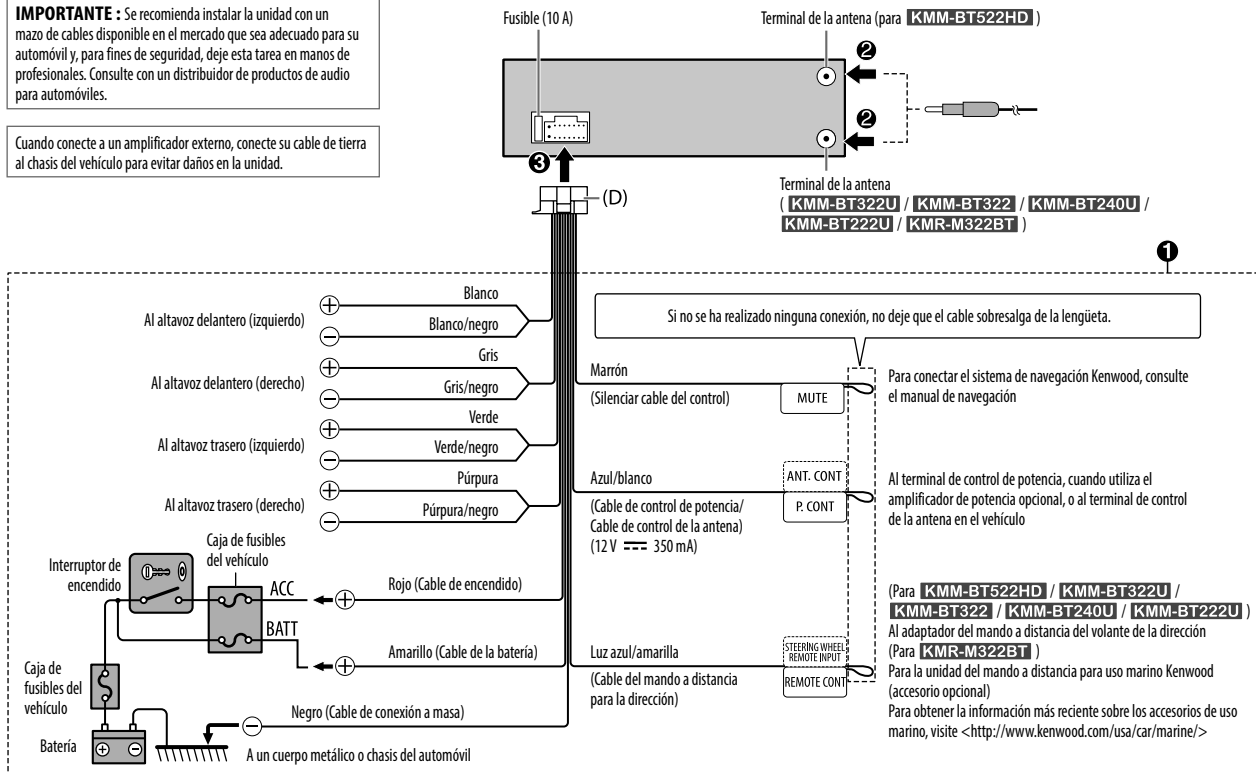 IMPORTANTE : Se recomienda instalar la unidad con un
mazo de cables disponible en el mercado que sea adecuado para su
automóvil y, para fines de seguridad, deje esta tarea en manos de
profesionales. Consulte con un distribuidor de productos de audio
para automóviles.
Cuando conecte a un amplificador externo, conecte su cable de tierra
al chasis del vehículo para evitar daños en la unidad.
Fusible (10 A)
Terminal de la antena (para KMM-BT522HD )
2
2
3
(D)
Terminal de la antena
( KMM-BT322U / KMM-BT322 / KMM-BT240U /
KMM-BT222U / KMR-M322BT )
1
Al altavoz delantero (izquierdo)
+
Blanco
−
Blanco/negro
Al altavoz delantero (derecho)
+
Gris
−
Gris/negro
Al altavoz trasero (izquierdo)
+
Verde
−
Verde/negro
Al altavoz trasero (derecho)
+
Púrpura
−
Púrpura/negro
Interruptor de
encendido
Caja de fusibles
del vehículo
ACC
+
Rojo (Cable de encendido)
BATT
+
Amarillo (Cable de la batería)
Caja de
fusibles del
vehículo
−
Negro (Cable de conexión a masa)
Batería
+ −
A un cuerpo metálico o chasis del automóvil
Si no se ha realizado ninguna conexión, no deje que el cable sobresalga de la lengüeta.
Marrón
(Silenciar cable del control)
MUTE
Para conectar el sistema de navegación Kenwood, consulte
el manual de navegación
Azul/blanco
(Cable de control de potencia/
Cable de control de la antena)
(12 V ⎓ 350 mA)
ANT. CONT
P. CONT
Al terminal de control de potencia, cuando utiliza el
amplificador de potencia opcional, o al terminal de control
de la antena en el vehículo
Luz azul/amarilla
(Cable del mando a distancia
para la dirección)
STEERING WHEEL
REMOTE INPUT
REMOTE CONT
(Para KMM-BT522HD / KMM-BT322U /
KMM-BT322 / KMM-BT240U / KMM-BT222U )
Al adaptador del mando a distancia del volante de la dirección
(Para KMR-M322BT )
Para la unidad del mando a distancia para uso marino Kenwood
(accesorio opcional)
Para obtener la información más reciente sobre los accesorios de uso
marino, visite <http://www.kenwood.com/usa/car/marine/>